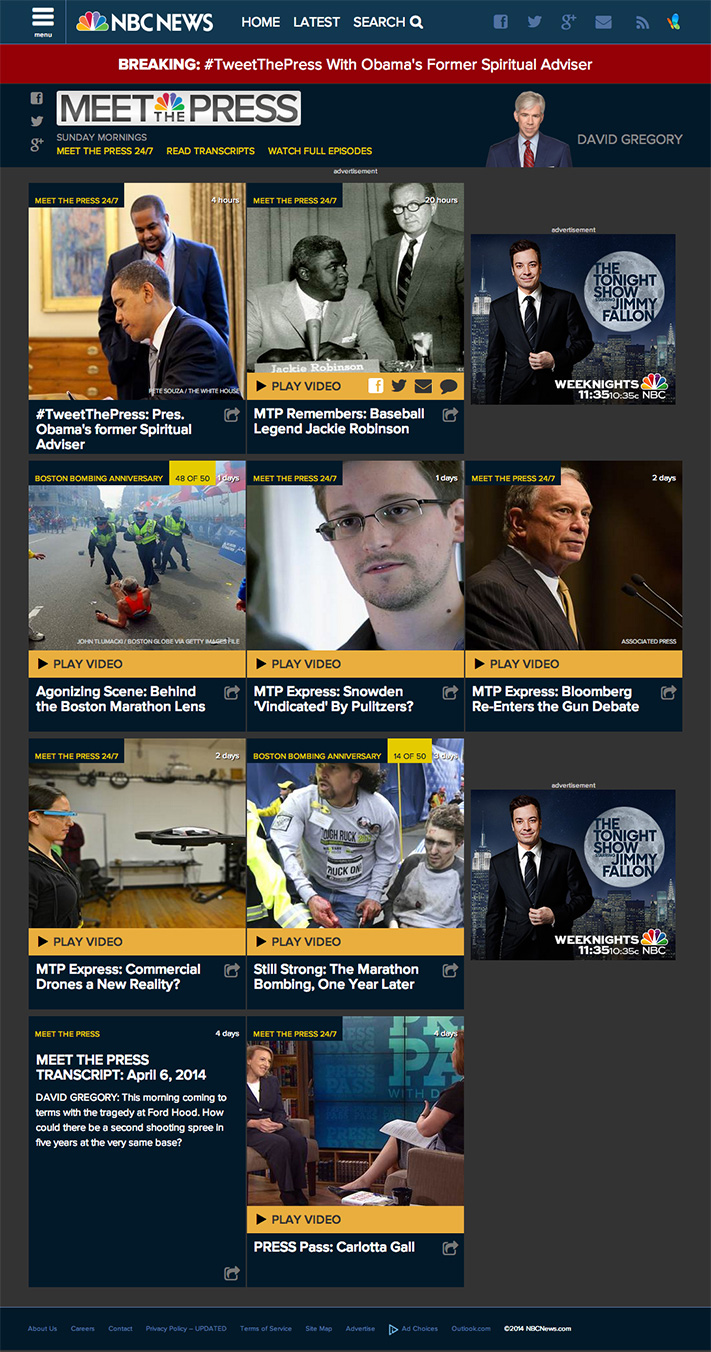 menu
NBC NEWS
HOME LATEST SEARCH
BREAKING: #TweetThePress With Obama's Former Spiritual Adviser
MEET THE PRESS
SUNDAY MORNINGS
MEET THE PRESS 24/7 READ TRANSCRIPTS WATCH FULL EPISODES
DAVID GREGORY
advertisement
MEET THE PRESS 24/7
4 hours
PETE SOUZA / THE WHITE HOUSE
#TweetThePress: Pres.
Obama's former Spiritual
Adviser
MEET THE PRESS 24/7
20 hours
Jackie Robinson
PLAY VIDEO
MTP Remembers: Baseball
Legend Jackie Robinson
advertisement
THE
TONIGHT
SHOW
STARRING
JIMMY
FALLON
WEEKNIGHTS
11:35/10:35c NBC
BOSTON BOMBING ANNIVERSARY 48 OF 50 1 days
JOHN TLUMACKI / BOSTON GLOBE VIA GETTY IMAGES FILE
PLAY VIDEO
Agonizing Scene: Behind
the Boston Marathon Lens
MEET THE PRESS 24/7
1 days
PLAY VIDEO
MTP Express: Snowden
'Vindicated' By Pulitzers?
MEET THE PRESS 24/7
2 days
ASSOCIATED PRESS
PLAY VIDEO
MTP Express: Bloomberg
Re-Enters the Gun Debate
MEET THE PRESS 24/7
2 days
PLAY VIDEO
MTP Express: Commercial
Drones a New Reality?
BOSTON BOMBING ANNIVERSARY 14 OF 50 3 days
TOUGH RUCK
TRUCK ON
PLAY VIDEO
Still Strong: The Marathon
Bombing, One Year Later
advertisement
THE
TONIGHT
SHOW
STARRING
JIMMY
FALLON
WEEKNIGHTS
11:35/10:35c NBC
MEET THE PRESS
4 days
MEET THE PRESS
TRANSCRIPT: April 6, 2014
DAVID GREGORY: This morning coming to
terms with the tragedy at Ford Hood. How
could there be a second shooting spree in
five years at the very same base?
MEET THE PRESS 24/7
4 days
PLAY VIDEO
PRESS Pass: Carlotta Gall
About Us Careers Contact Privacy Policy – UPDATED Terms of Service Site Map Advertise Ad Choices Outlook.com ©2014 NBCNews.com